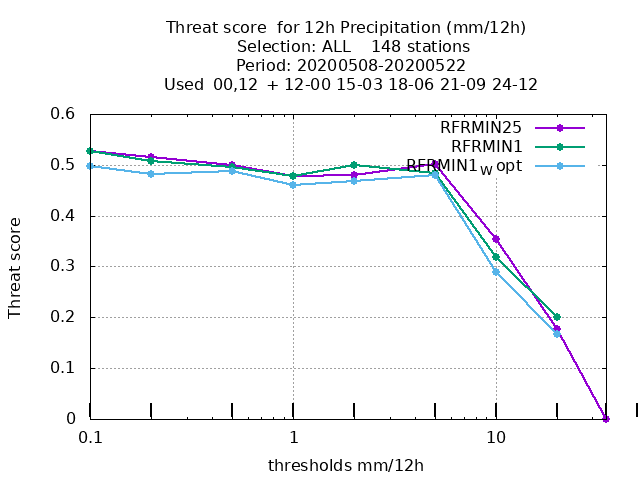 Threat score  for 12h Precipitation (mm/12h)
Selection: ALL    148 stations
Period: 20200508-20200522
Used  00,12  + 12-00 15-03 18-06 21-09 24-12
RFRMIN25
RFRMIN1
RFRMIN1_W opt
0.6
0.5
0.4
0.3
0.2
0.1
0
Threat score
0.1
1
10
thresholds mm/12h